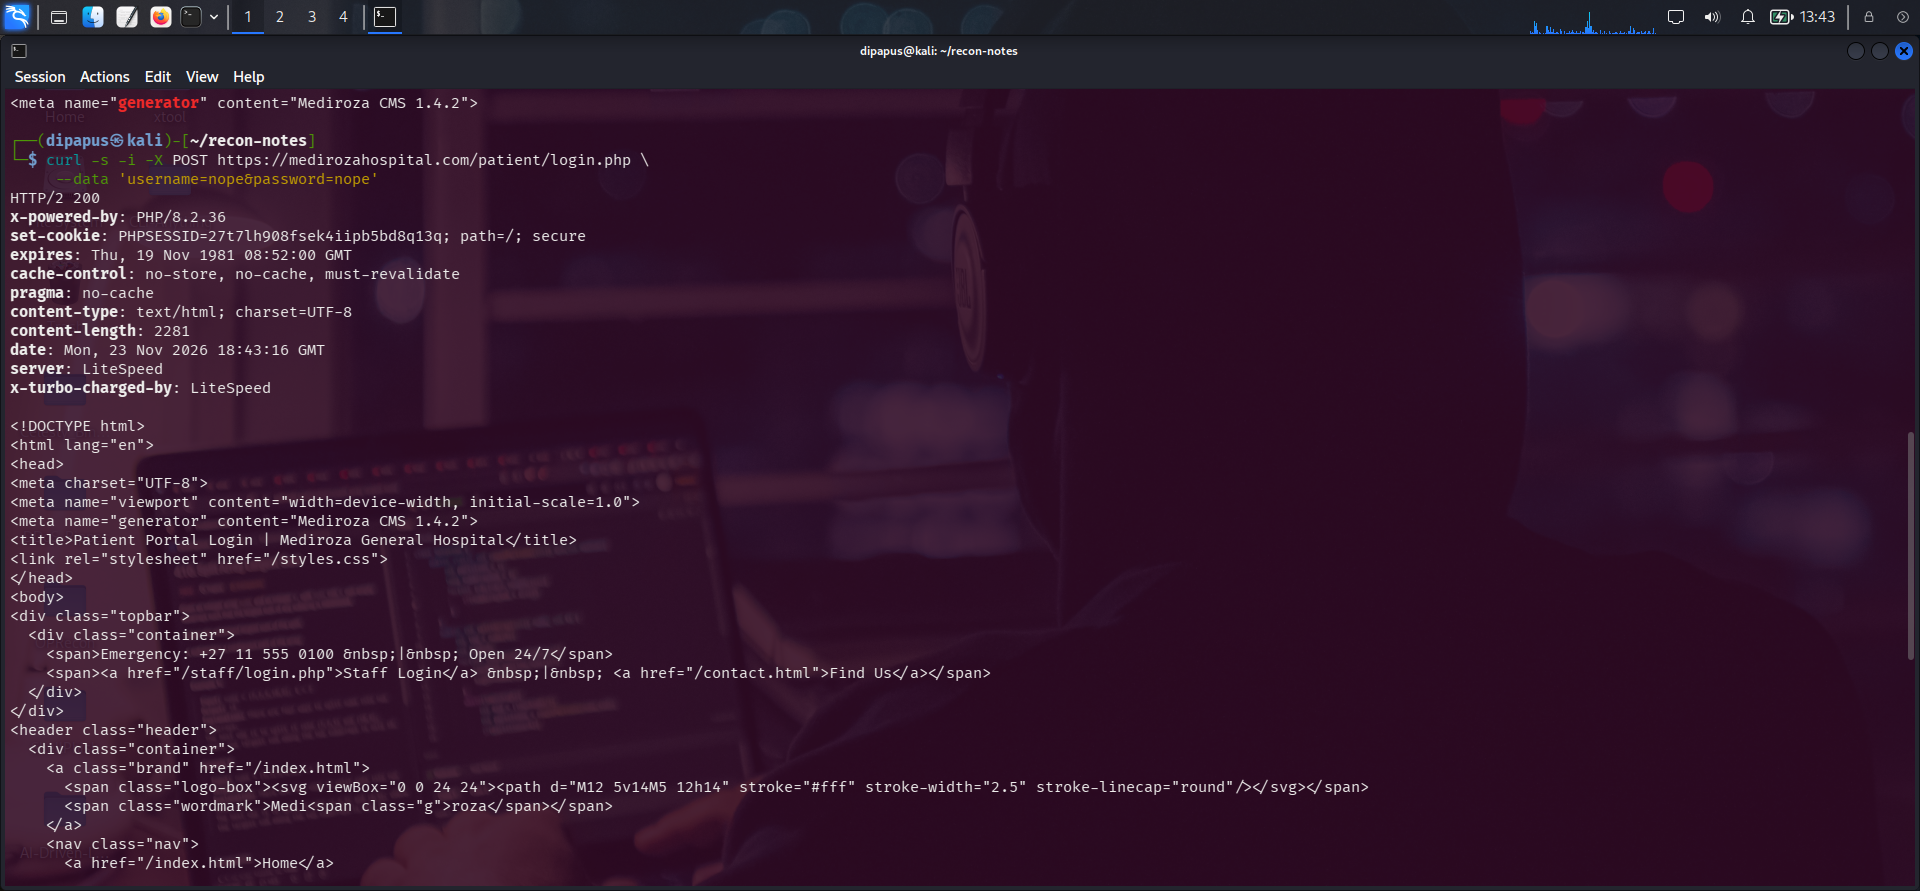 1 2 3 4 13:43
dipapus@kali: ~/recon-notes
Session Actions Edit View Help
<meta name="generator" content="Mediroza CMS 1.4.2">
Home xtool
┌──(dipapus㉿kali)-[~/recon-notes]
└─$ curl -s -i -X POST https://medirozahospital.com/patient/login.php \
--data 'username=nope&password=nope'
HTTP/2 200
x-powered-by: PHP/8.2.36
set-cookie: PHPSESSID=27t7lh908fsek4iipb5bd8q13q; path=/; secure
expires: Thu, 19 Nov 1981 08:52:00 GMT
cache-control: no-store, no-cache, must-revalidate
pragma: no-cache
content-type: text/html; charset=UTF-8
content-length: 2281
date: Mon, 23 Nov 2026 18:43:16 GMT
server: LiteSpeed
x-turbo-charged-by: LiteSpeed
<!DOCTYPE html>
<html lang="en">
<head>
<meta charset="UTF-8">
<meta name="viewport" content="width=device-width, initial-scale=1.0">
<meta name="generator" content="Mediroza CMS 1.4.2">
<title>Patient Portal Login | Mediroza General Hospital</title>
<link rel="stylesheet" href="/styles.css">
</head>
<body>
<div class="topbar">
  <div class="container">
    <span>Emergency: +27 11 555 0100 &nbsp;|&nbsp; Open 24/7</span>
    <span><a href="/staff/login.php">Staff Login</a> &nbsp;|&nbsp; <a href="/contact.html">Find Us</a></span>
  </div>
</div>
<header class="header">
  <div class="container">
    <a class="brand" href="/index.html">
      <span class="logo-box"><svg viewBox="0 0 24 24"><path d="M12 5v14M5 12h14" stroke="#fff" stroke-width="2.5" stroke-linecap="round"/></svg></span>
      <span class="wordmark">Medi<span class="g">roza</span></span>
    </a>
    <nav class="nav">
      <a href="/index.html">Home</a>